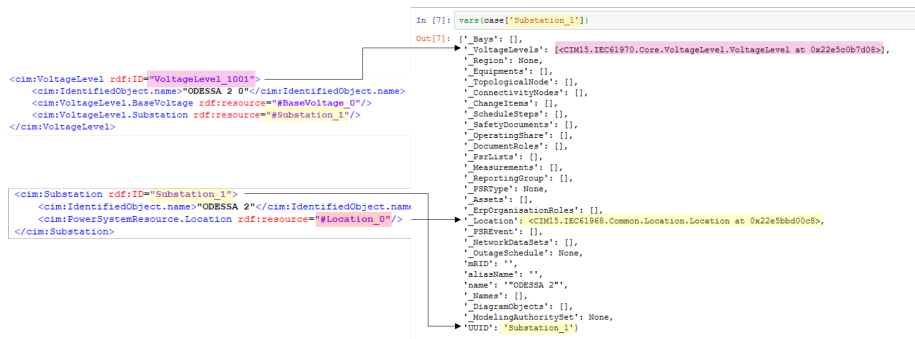 <cim:VoltageLevel rdf:ID="VoltageLevel_1001">
    <cim:IdentifiedObject.name>"ODESSA 2 0"</cim:IdentifiedObject.name>
    <cim:VoltageLevel.BaseVoltage rdf:resource="#BaseVoltage_0"/>
    <cim:VoltageLevel.Substation rdf:resource="#Substation_1"/>
</cim:VoltageLevel>
<cim:Substation rdf:ID="Substation_1">
    <cim:IdentifiedObject.name>"ODESSA 2"</cim:IdentifiedObject.name
    <cim:PowerSystemResource.Location rdf:resource="#Location_0"/>
</cim:Substation>
In [7]: vars(case['Substation_1'])
Out[7]: {'_Bays': [],
'_VoltageLevels': [<CIM15.IEC61970.Core.VoltageLevel.VoltageLevel at 0x22e5c0b7d08>],
'_Region': None,
'_Equipments': [],
'_TopologicalNode': [],
'_ConnectivityNodes': [],
'_ChangeItems': [],
'_ScheduleSteps': [],
'_SafetyDocuments': [],
'_OperatingShare': [],
'_DocumentRoles': [],
'_PsrLists': [],
'_Measurements': [],
'_ReportingGroup': [],
'_PSRType': None,
'_Assets': [],
'_ErpOrganisationRoles': [],
'_Location': <CIM15.IEC61968.Common.Location.Location at 0x22e5bbd00c8>,
'_PSREvent': [],
'_NetworkDataSets': [],
'_OutageSchedule': None,
'mRID': '',
'aliasName': '',
'name': '"ODESSA 2"',
'_Names': [],
'_DiagramObjects': [],
'_ModelingAuthoritySet': None,
'UUID': 'Substation_1'}